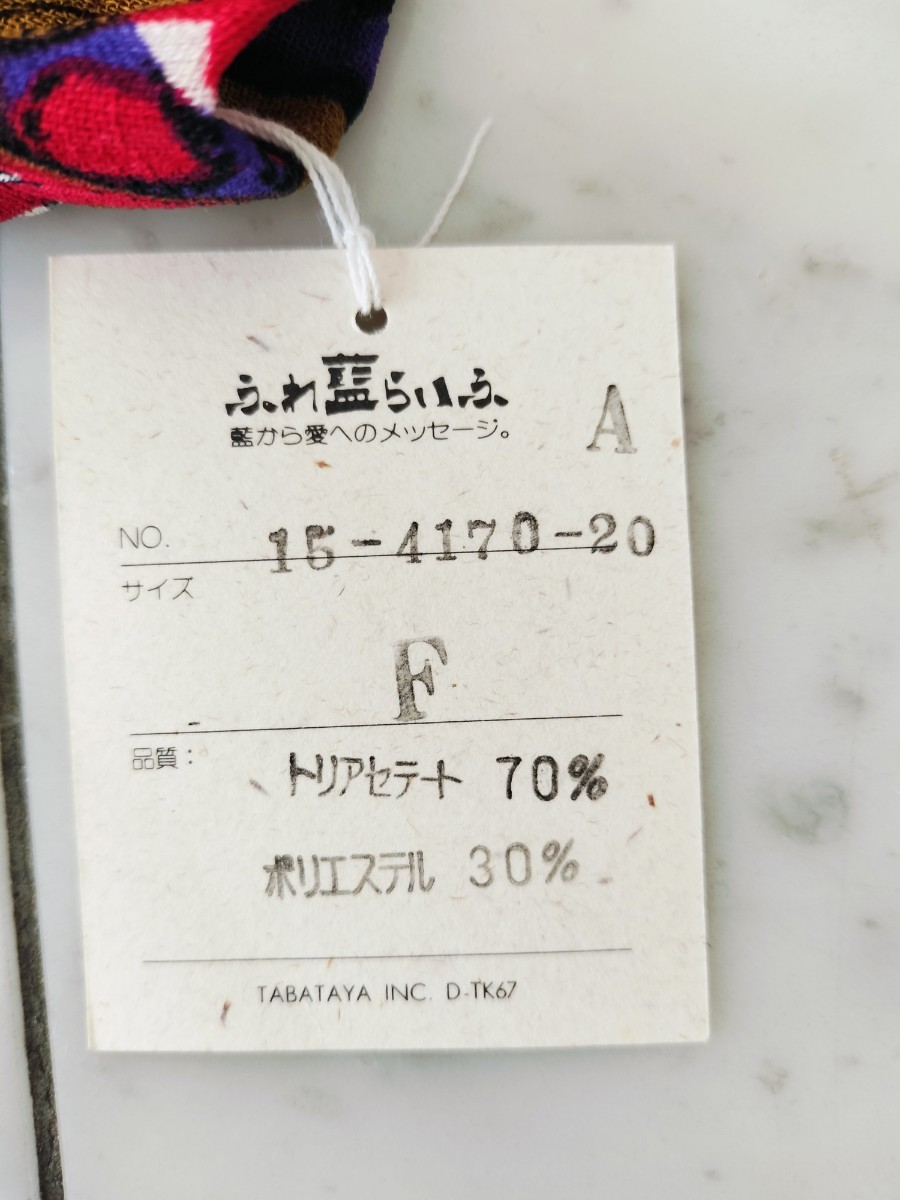 ふれ藍らいふ
藍から愛へのメッセージ。
A
NO. 15-4170-20
サイズ
F
品質：
トリアセテート 70%
ポリエステル 30%
TABATAYA INC. D-TK67